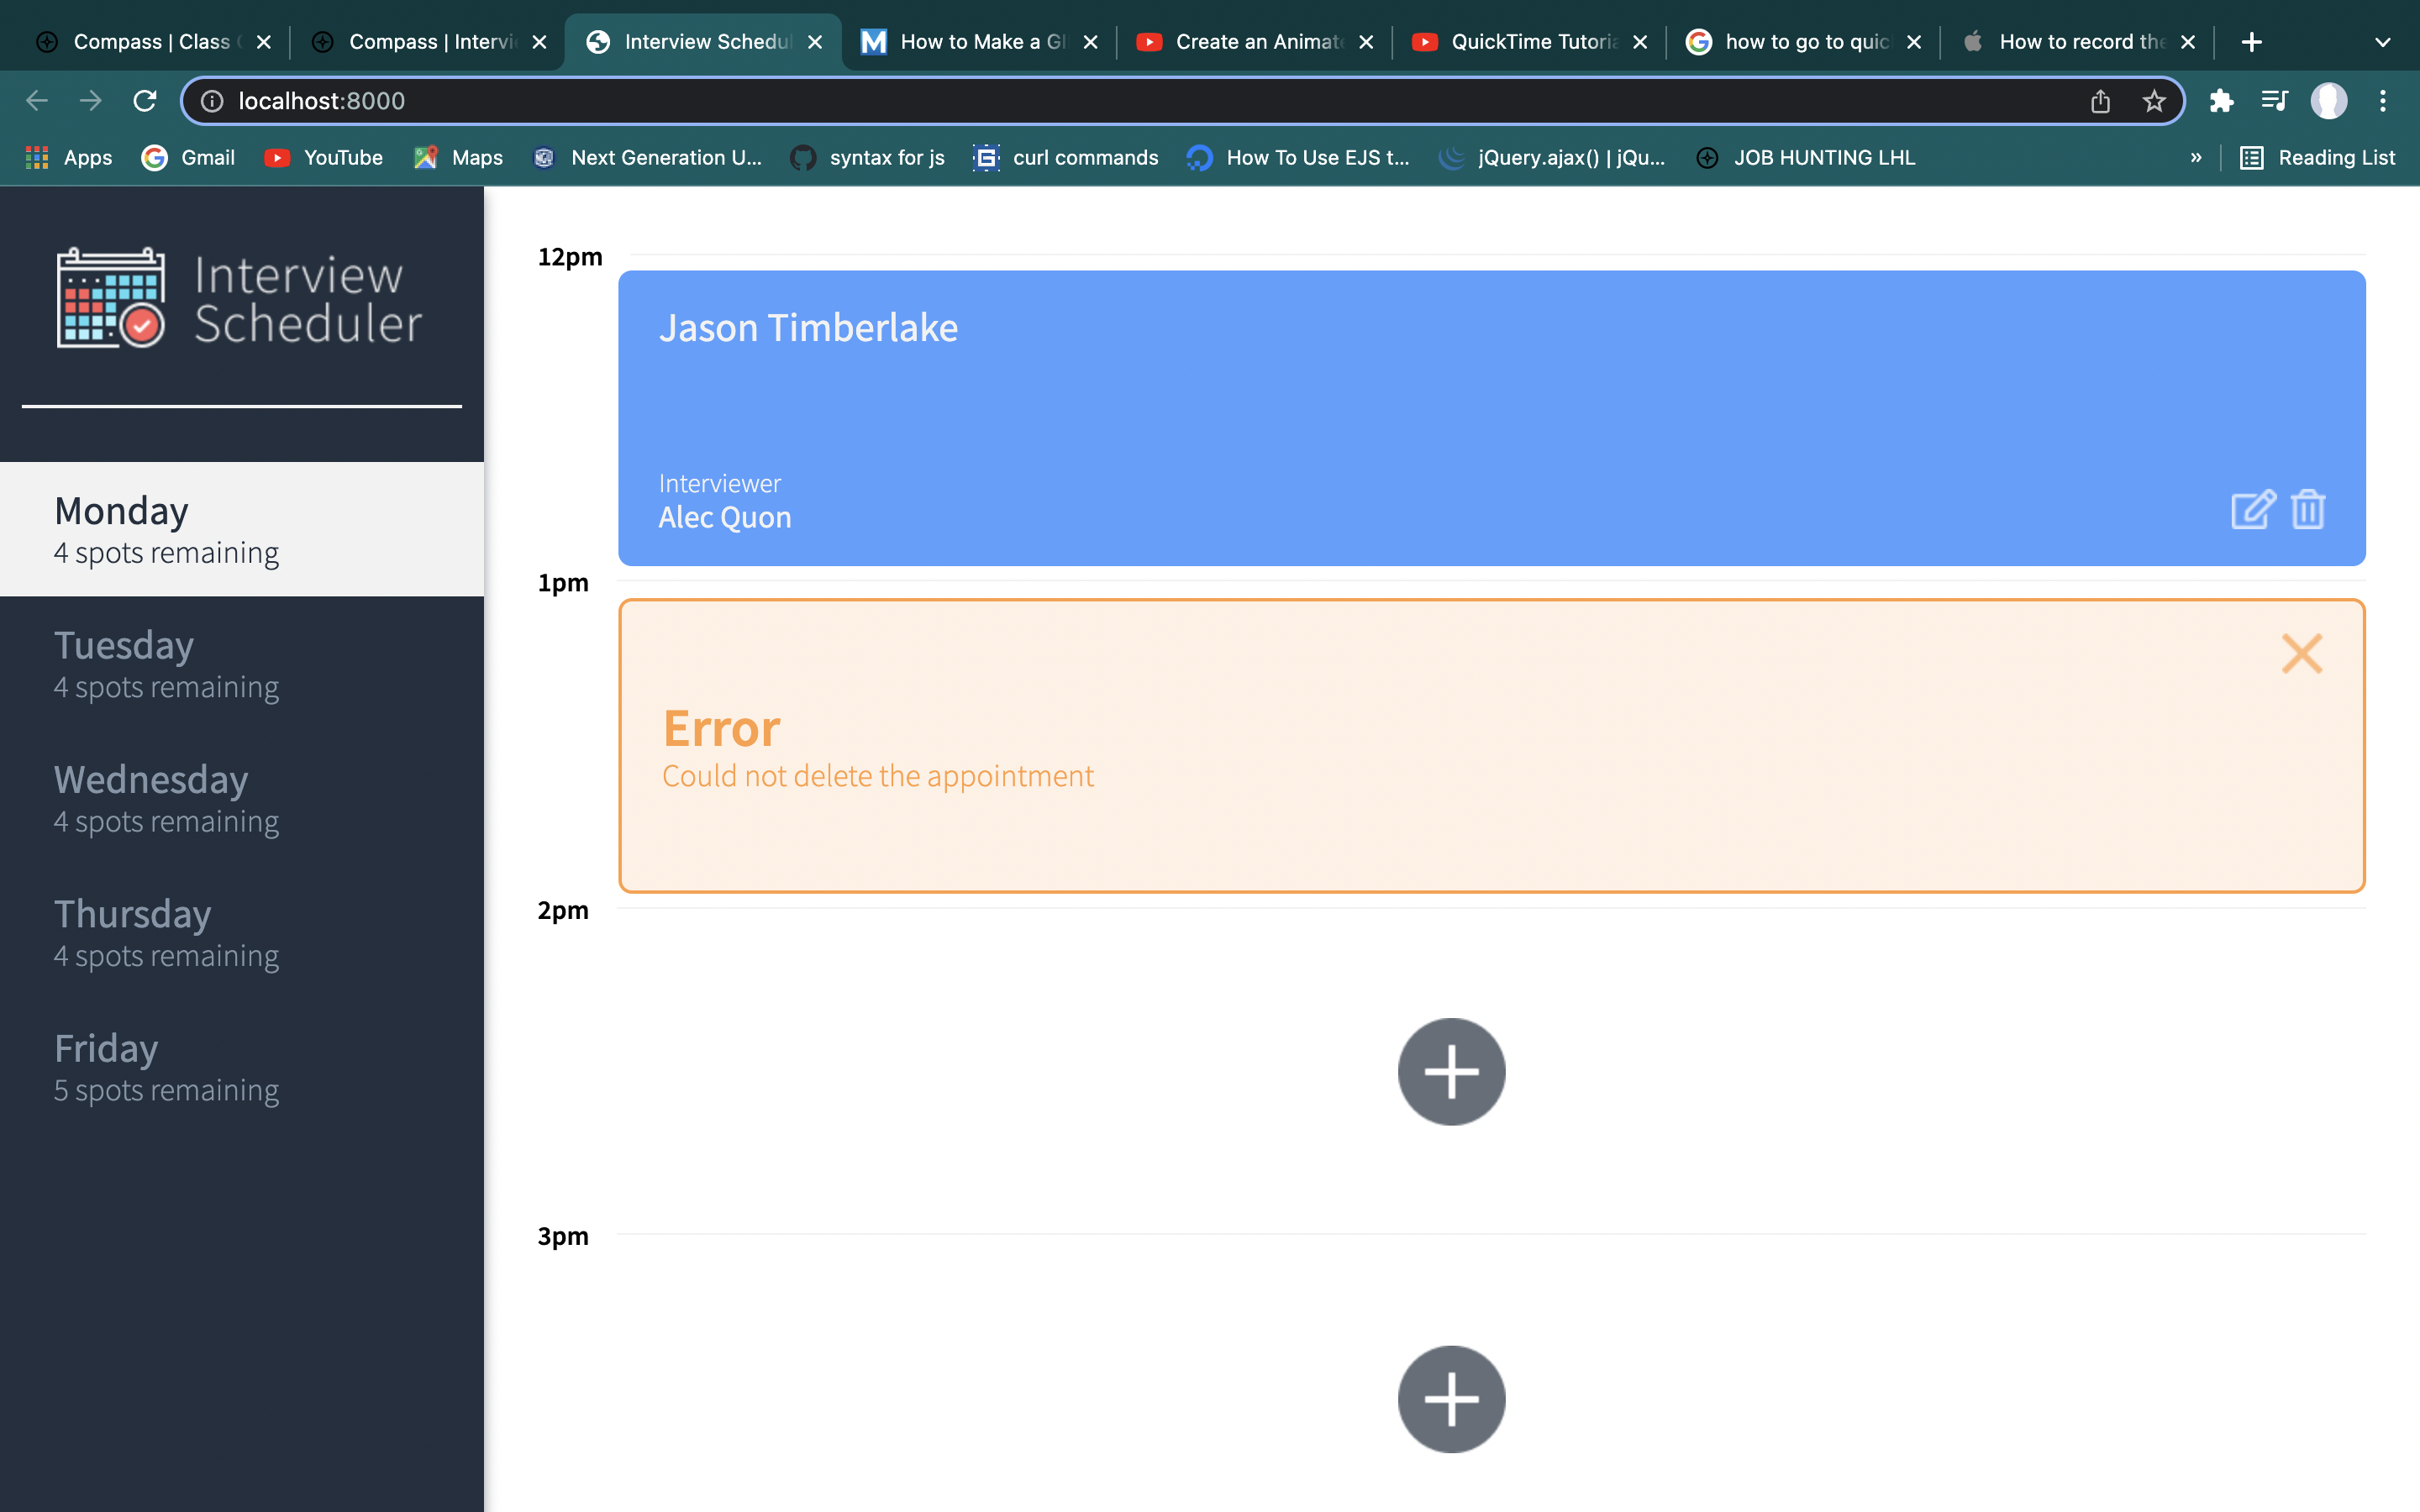 Compass | Class
Compass | Intervi
Interview Schedul
How to Make a GI
Create an Animate
QuickTime Tutoria
how to go to quic
How to record the
localhost:8000
Apps
Gmail
YouTube
Maps
Next Generation U...
syntax for js
curl commands
How To Use EJS t...
jQuery.ajax() | jQu...
JOB HUNTING LHL
»
Reading List
Interview
Scheduler
Monday
4 spots remaining
Tuesday
4 spots remaining
Wednesday
4 spots remaining
Thursday
4 spots remaining
Friday
5 spots remaining
12pm
Jason Timberlake
Interviewer
Alec Quon
1pm
Error
Could not delete the appointment
2pm
3pm